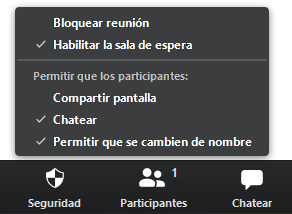 Bloquear reunión
Habilitar la sala de espera
Permitir que los participantes:
Compartir pantalla
Chatear
Permitir que se cambien de nombre
1
Seguridad Participantes Chatear